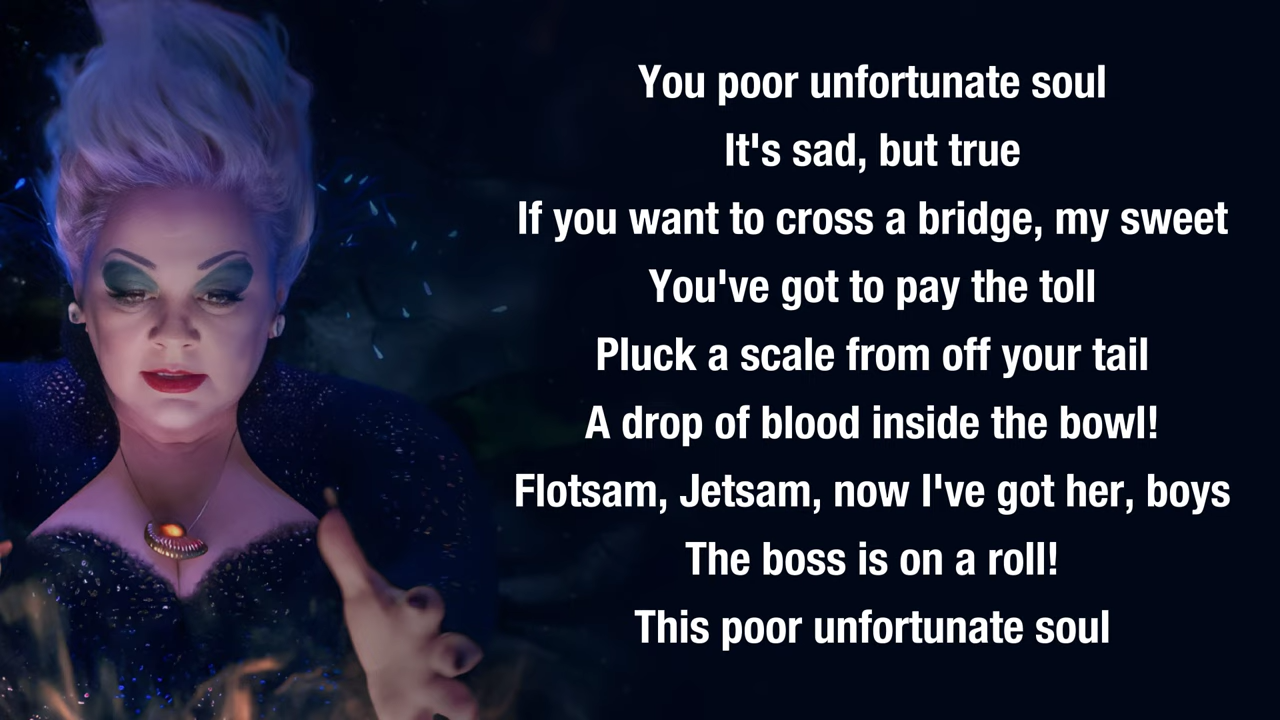 You poor unfortunate soul
It's sad, but true
If you want to cross a bridge, my sweet
You've got to pay the toll
Pluck a scale from off your tail
A drop of blood inside the bowl!
Flotsam, Jetsam, now I've got her, boys
The boss is on a roll!
This poor unfortunate soul